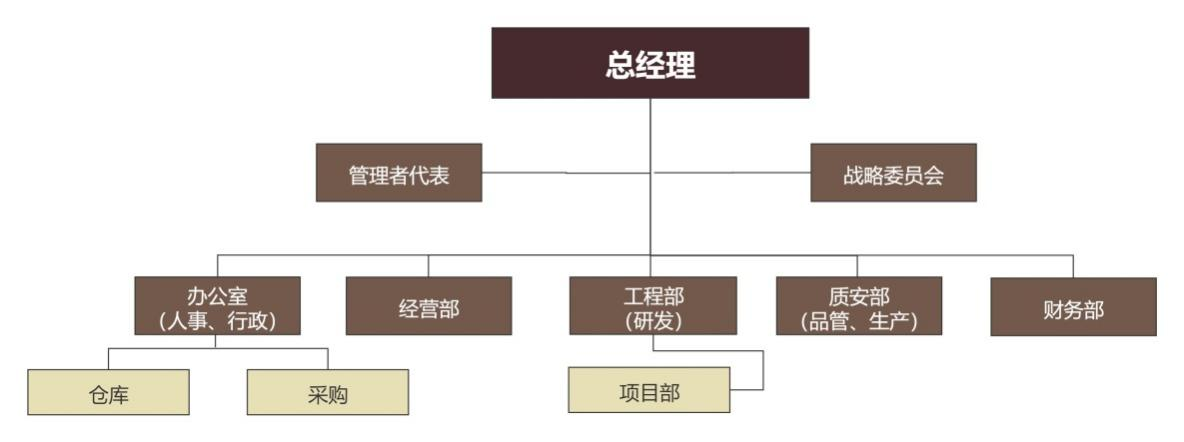 总经理
管理者代表
战略委员会
办公室
（人事、行政）
经营部
工程部
（研发）
质安部
（品管、生产）
财务部
仓库
采购
项目部